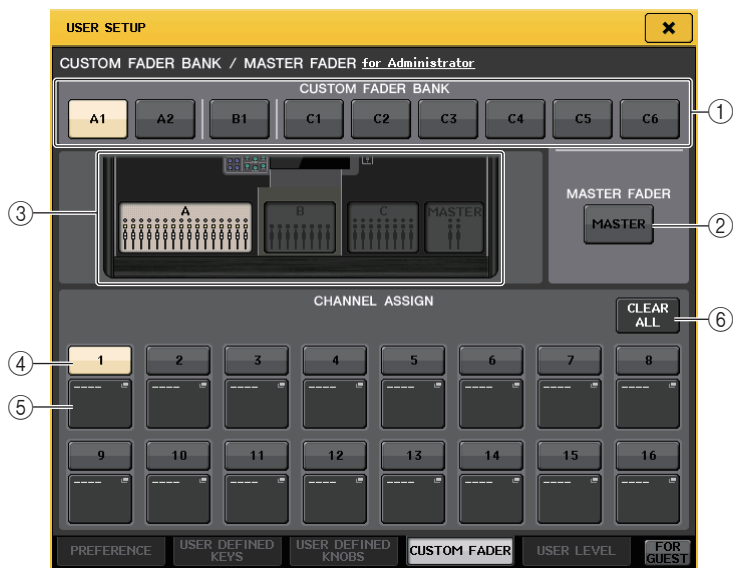 USER SETUP
CUSTOM FADER BANK / MASTER FADER for Administrator
CUSTOM FADER BANK
A1 A2 B1 C1 C2 C3 C4 C5 C6
①
A B C MASTER
③
MASTER FADER
MASTER
②
CHANNEL ASSIGN
CLEAR ALL
⑥
④
1 2 3 4 5 6 7 8
⑤
---- ---- ---- ---- ---- ---- ---- ----
9 10 11 12 13 14 15 16
---- ---- ---- ---- ---- ---- ---- ----
PREFERENCE USER DEFINED KEYS USER DEFINED KNOBS CUSTOM FADER USER LEVEL FOR GUEST